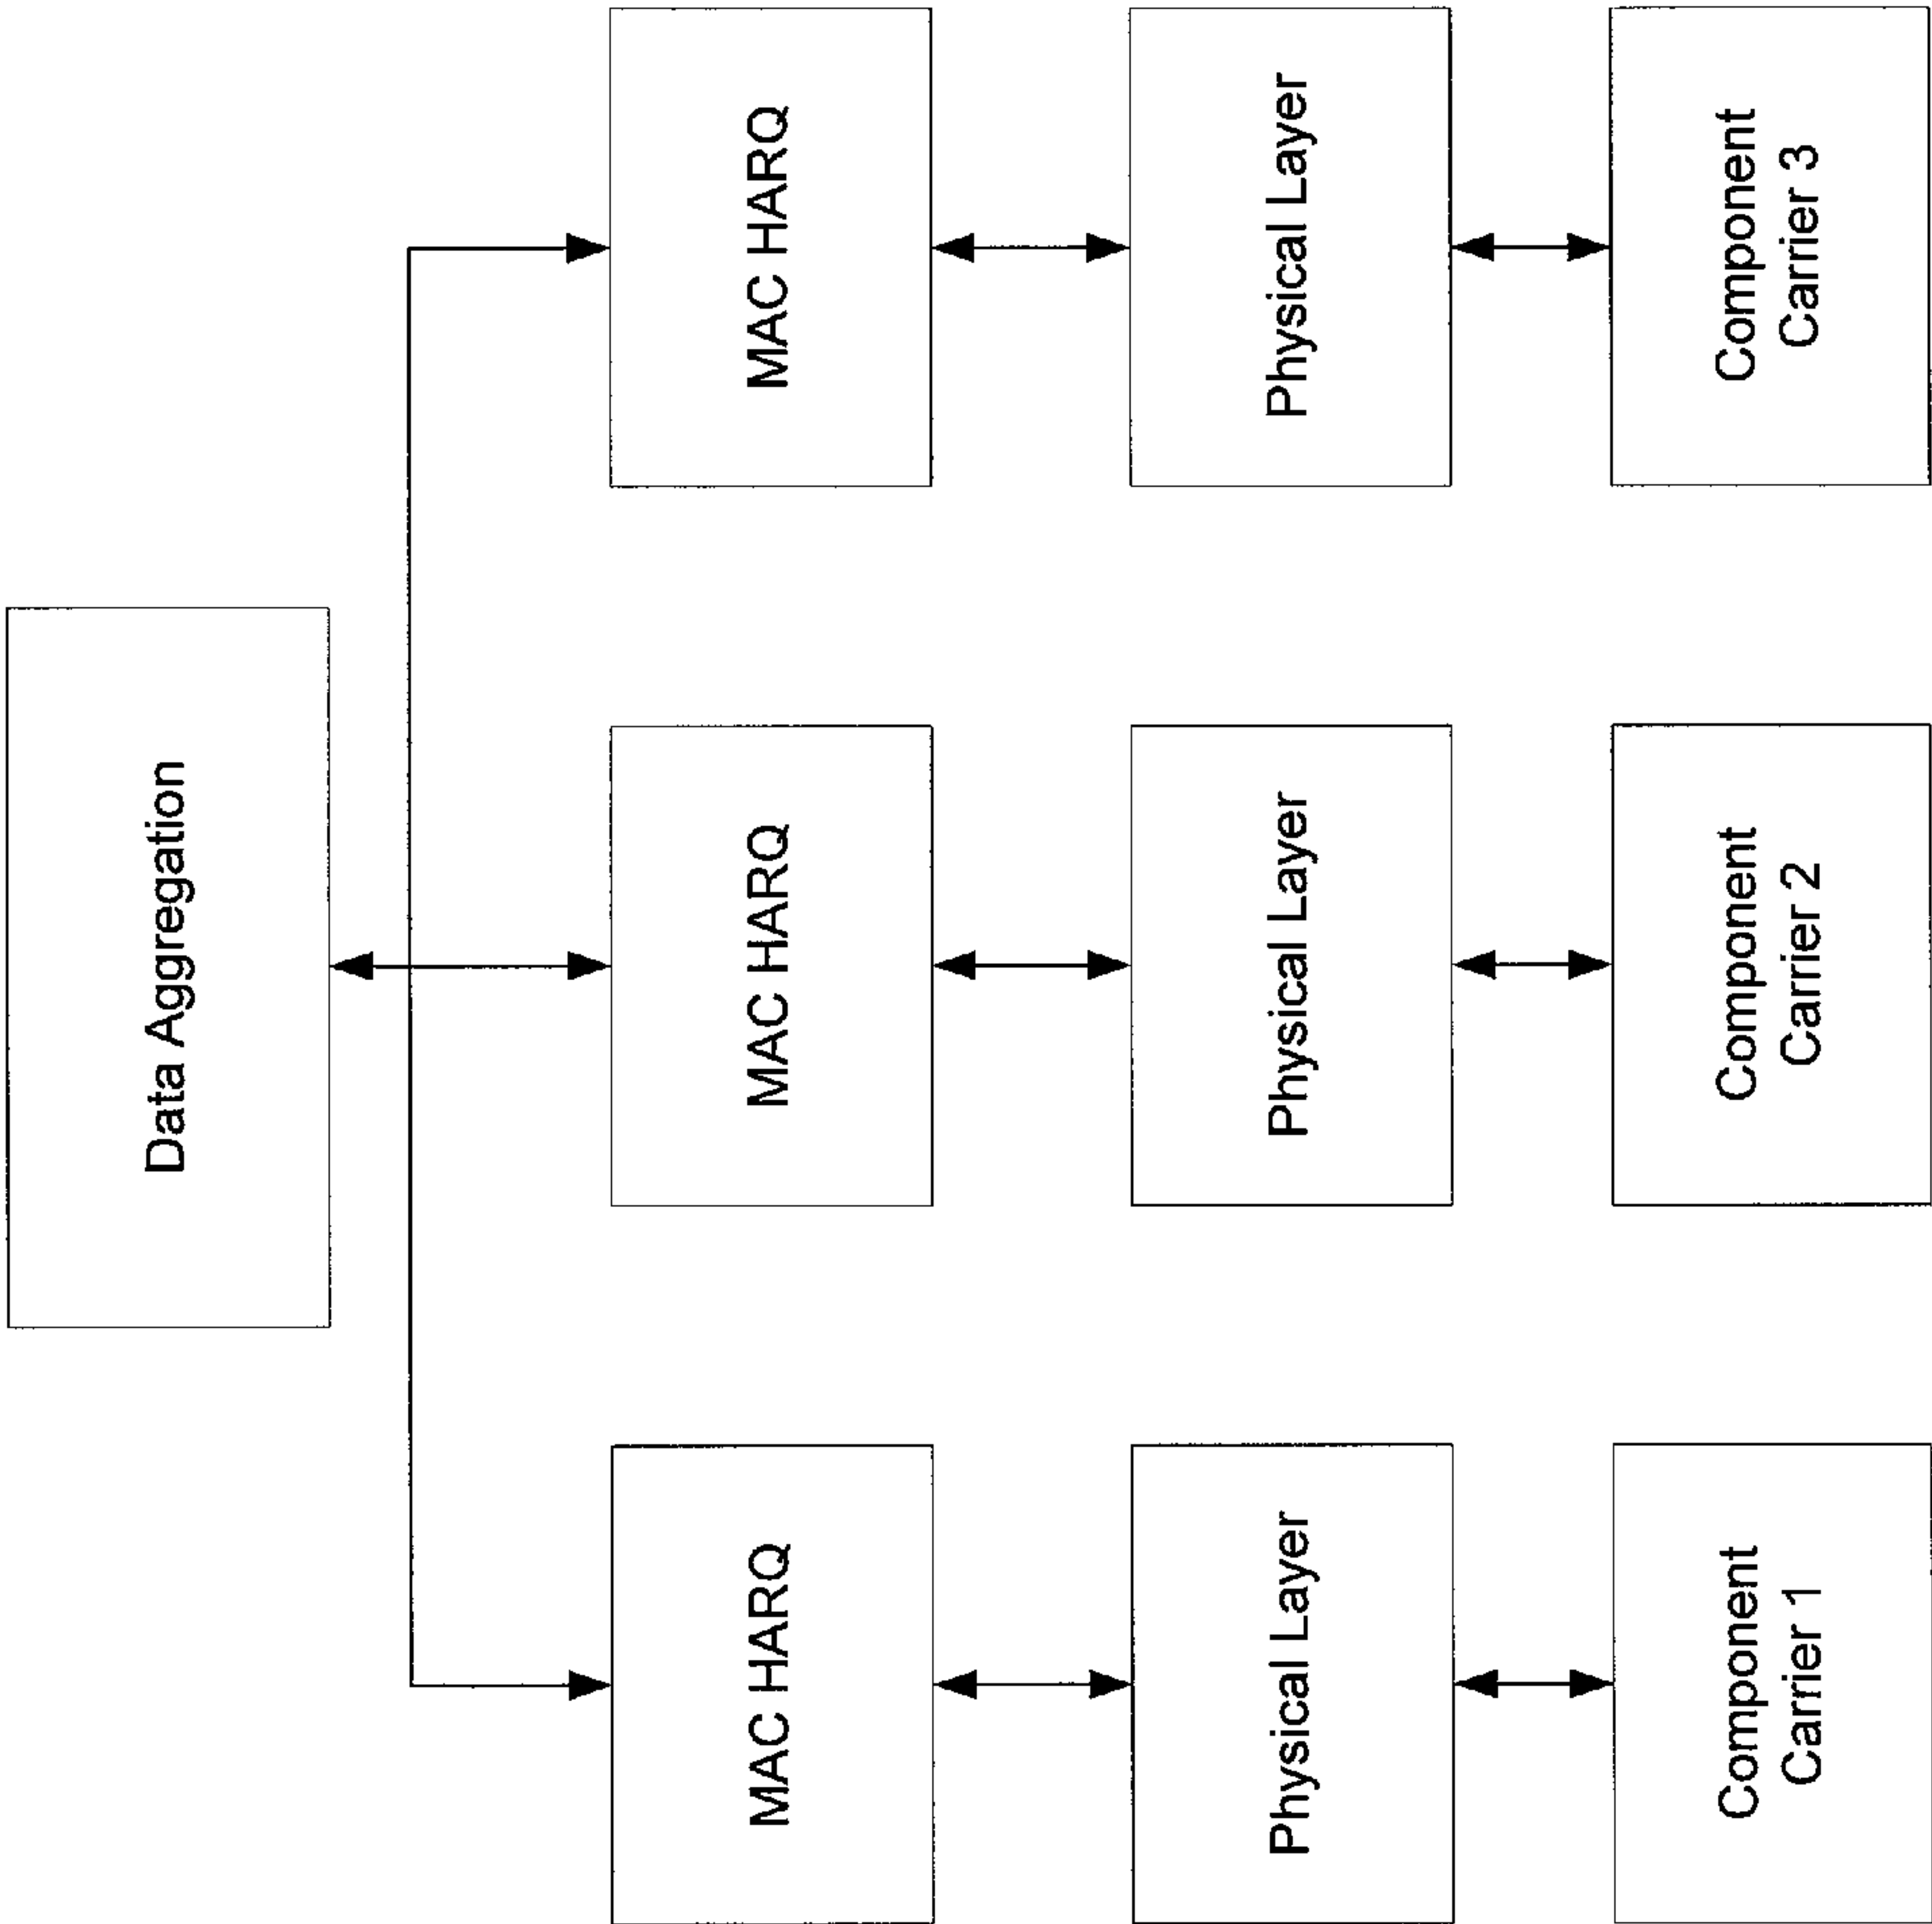 Data Aggregation
MAC HARQ
MAC HARQ
MAC HARQ
Physical Layer
Physical Layer
Physical Layer
Component
Carrier 1
Component
Carrier 2
Component
Carrier 3